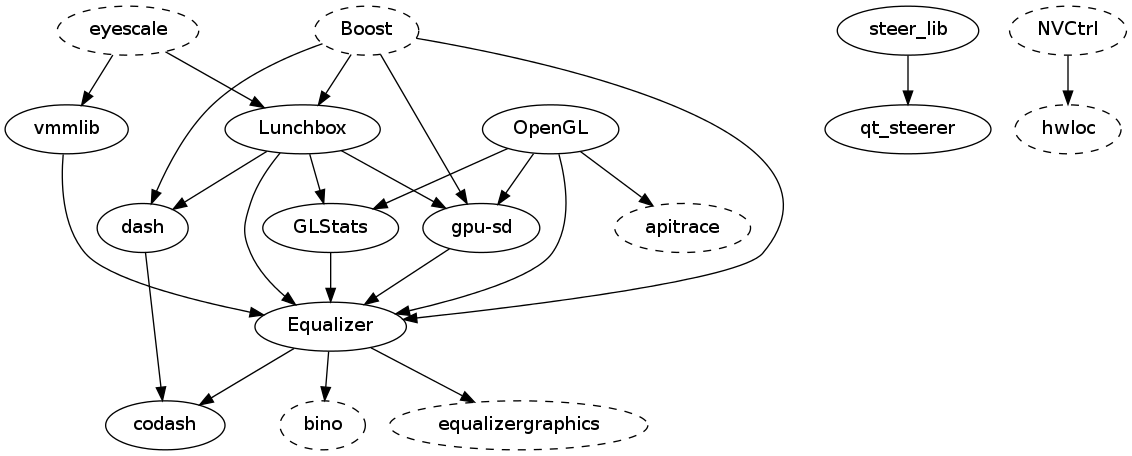 eyescale
Boost
steer_lib
NVCtrl
vmmlib
Lunchbox
OpenGL
qt_steerer
hwloc
dash
GLStats
gpu-sd
apitrace
Equalizer
codash
bino
equalizergraphics